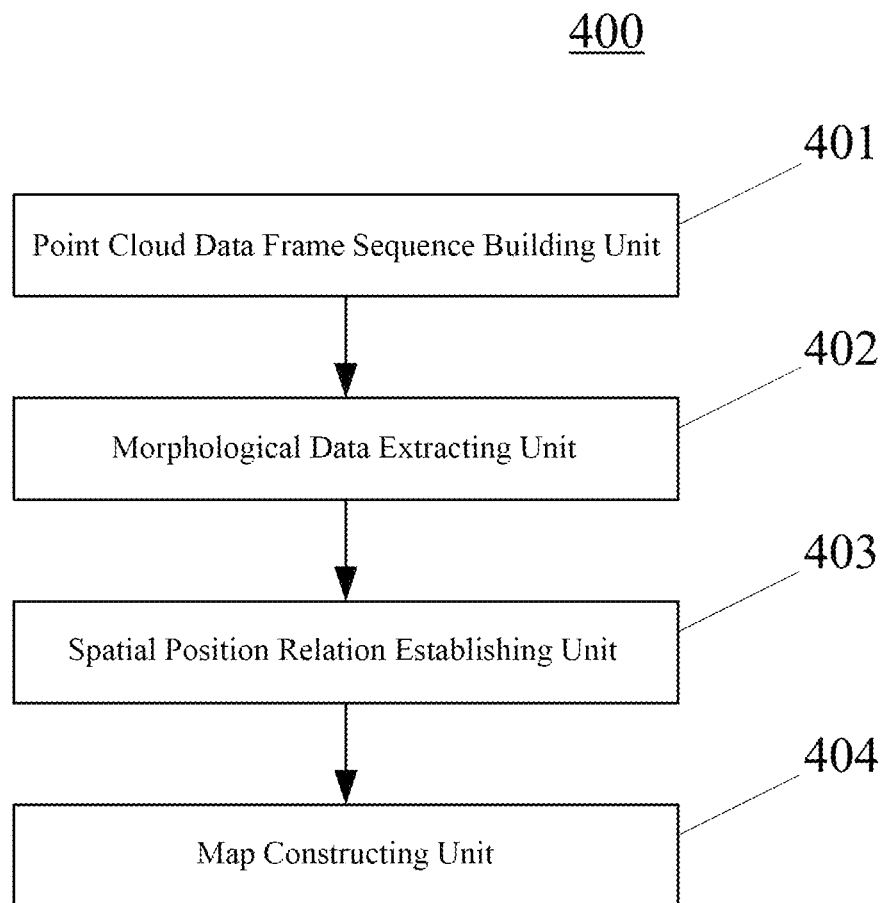 400
401
Point Cloud Data Frame Sequence Building Unit
402
Morphological Data Extracting Unit
403
Spatial Position Relation Establishing Unit
404
Map Constructing Unit